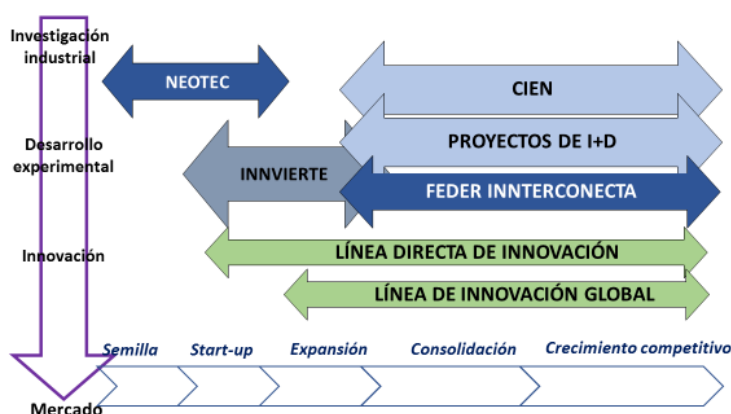 Investigación
industrial
NEOTEC
CIEN
Desarrollo
experimental
PROYECTOS DE I+D
INNVIERTE
FEDER INNTERCONECTA
Innovación
LÍNEA DIRECTA DE INNOVACIÓN
LÍNEA DE INNOVACIÓN GLOBAL
Semilla
Start-up
Expansión
Consolidación
Crecimiento competitivo
Mercado